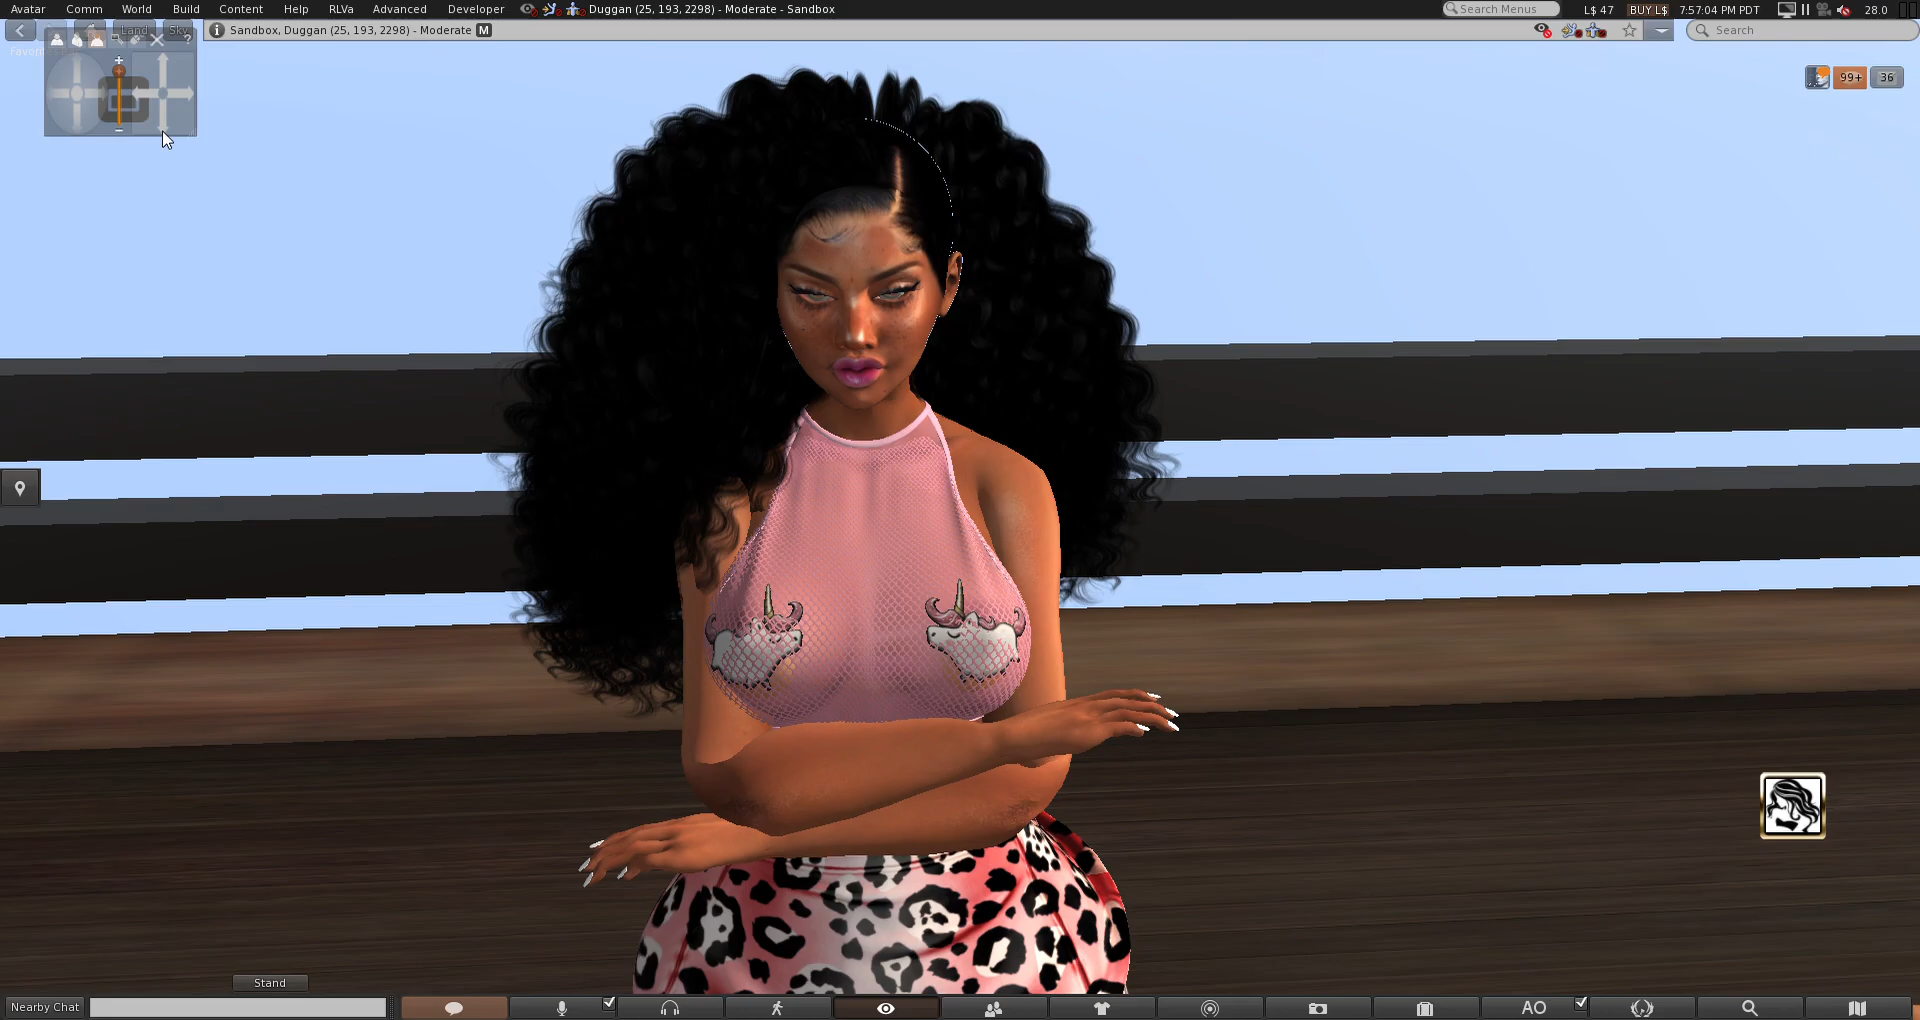 Avatar Comm World Build Content Help RLVa Advanced Developer Duggan (25, 193, 2298) - Moderate - Sandbox Search Menus L$ 47 BUY L$ 7:57:04 PM PDT 28.0
Land Sky Sandbox, Duggan (25, 193, 2298) - Moderate M Search
?
99+ 36
Stand
Nearby Chat AO